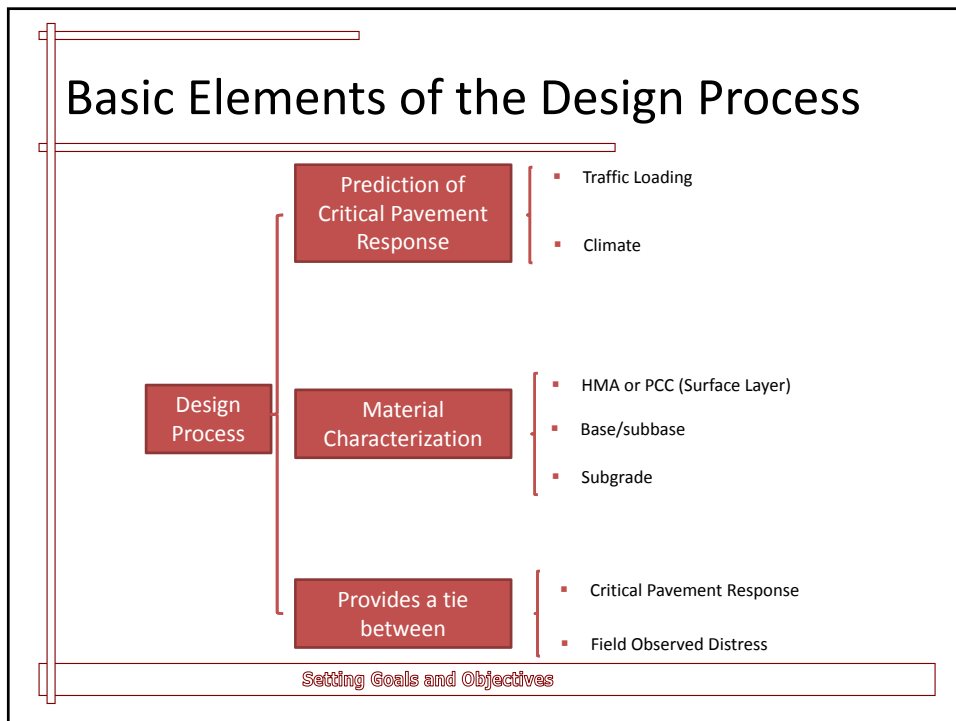 Basic Elements of the Design Process
Prediction of
Critical Pavement
Response
▪ Traffic Loading
▪ Climate
Design
Process
Material
Characterization
▪ HMA or PCC (Surface Layer)
▪ Base/subbase
▪ Subgrade
Provides a tie
between
▪ Critical Pavement Response
▪ Field Observed Distress
Setting Goals and Objectives